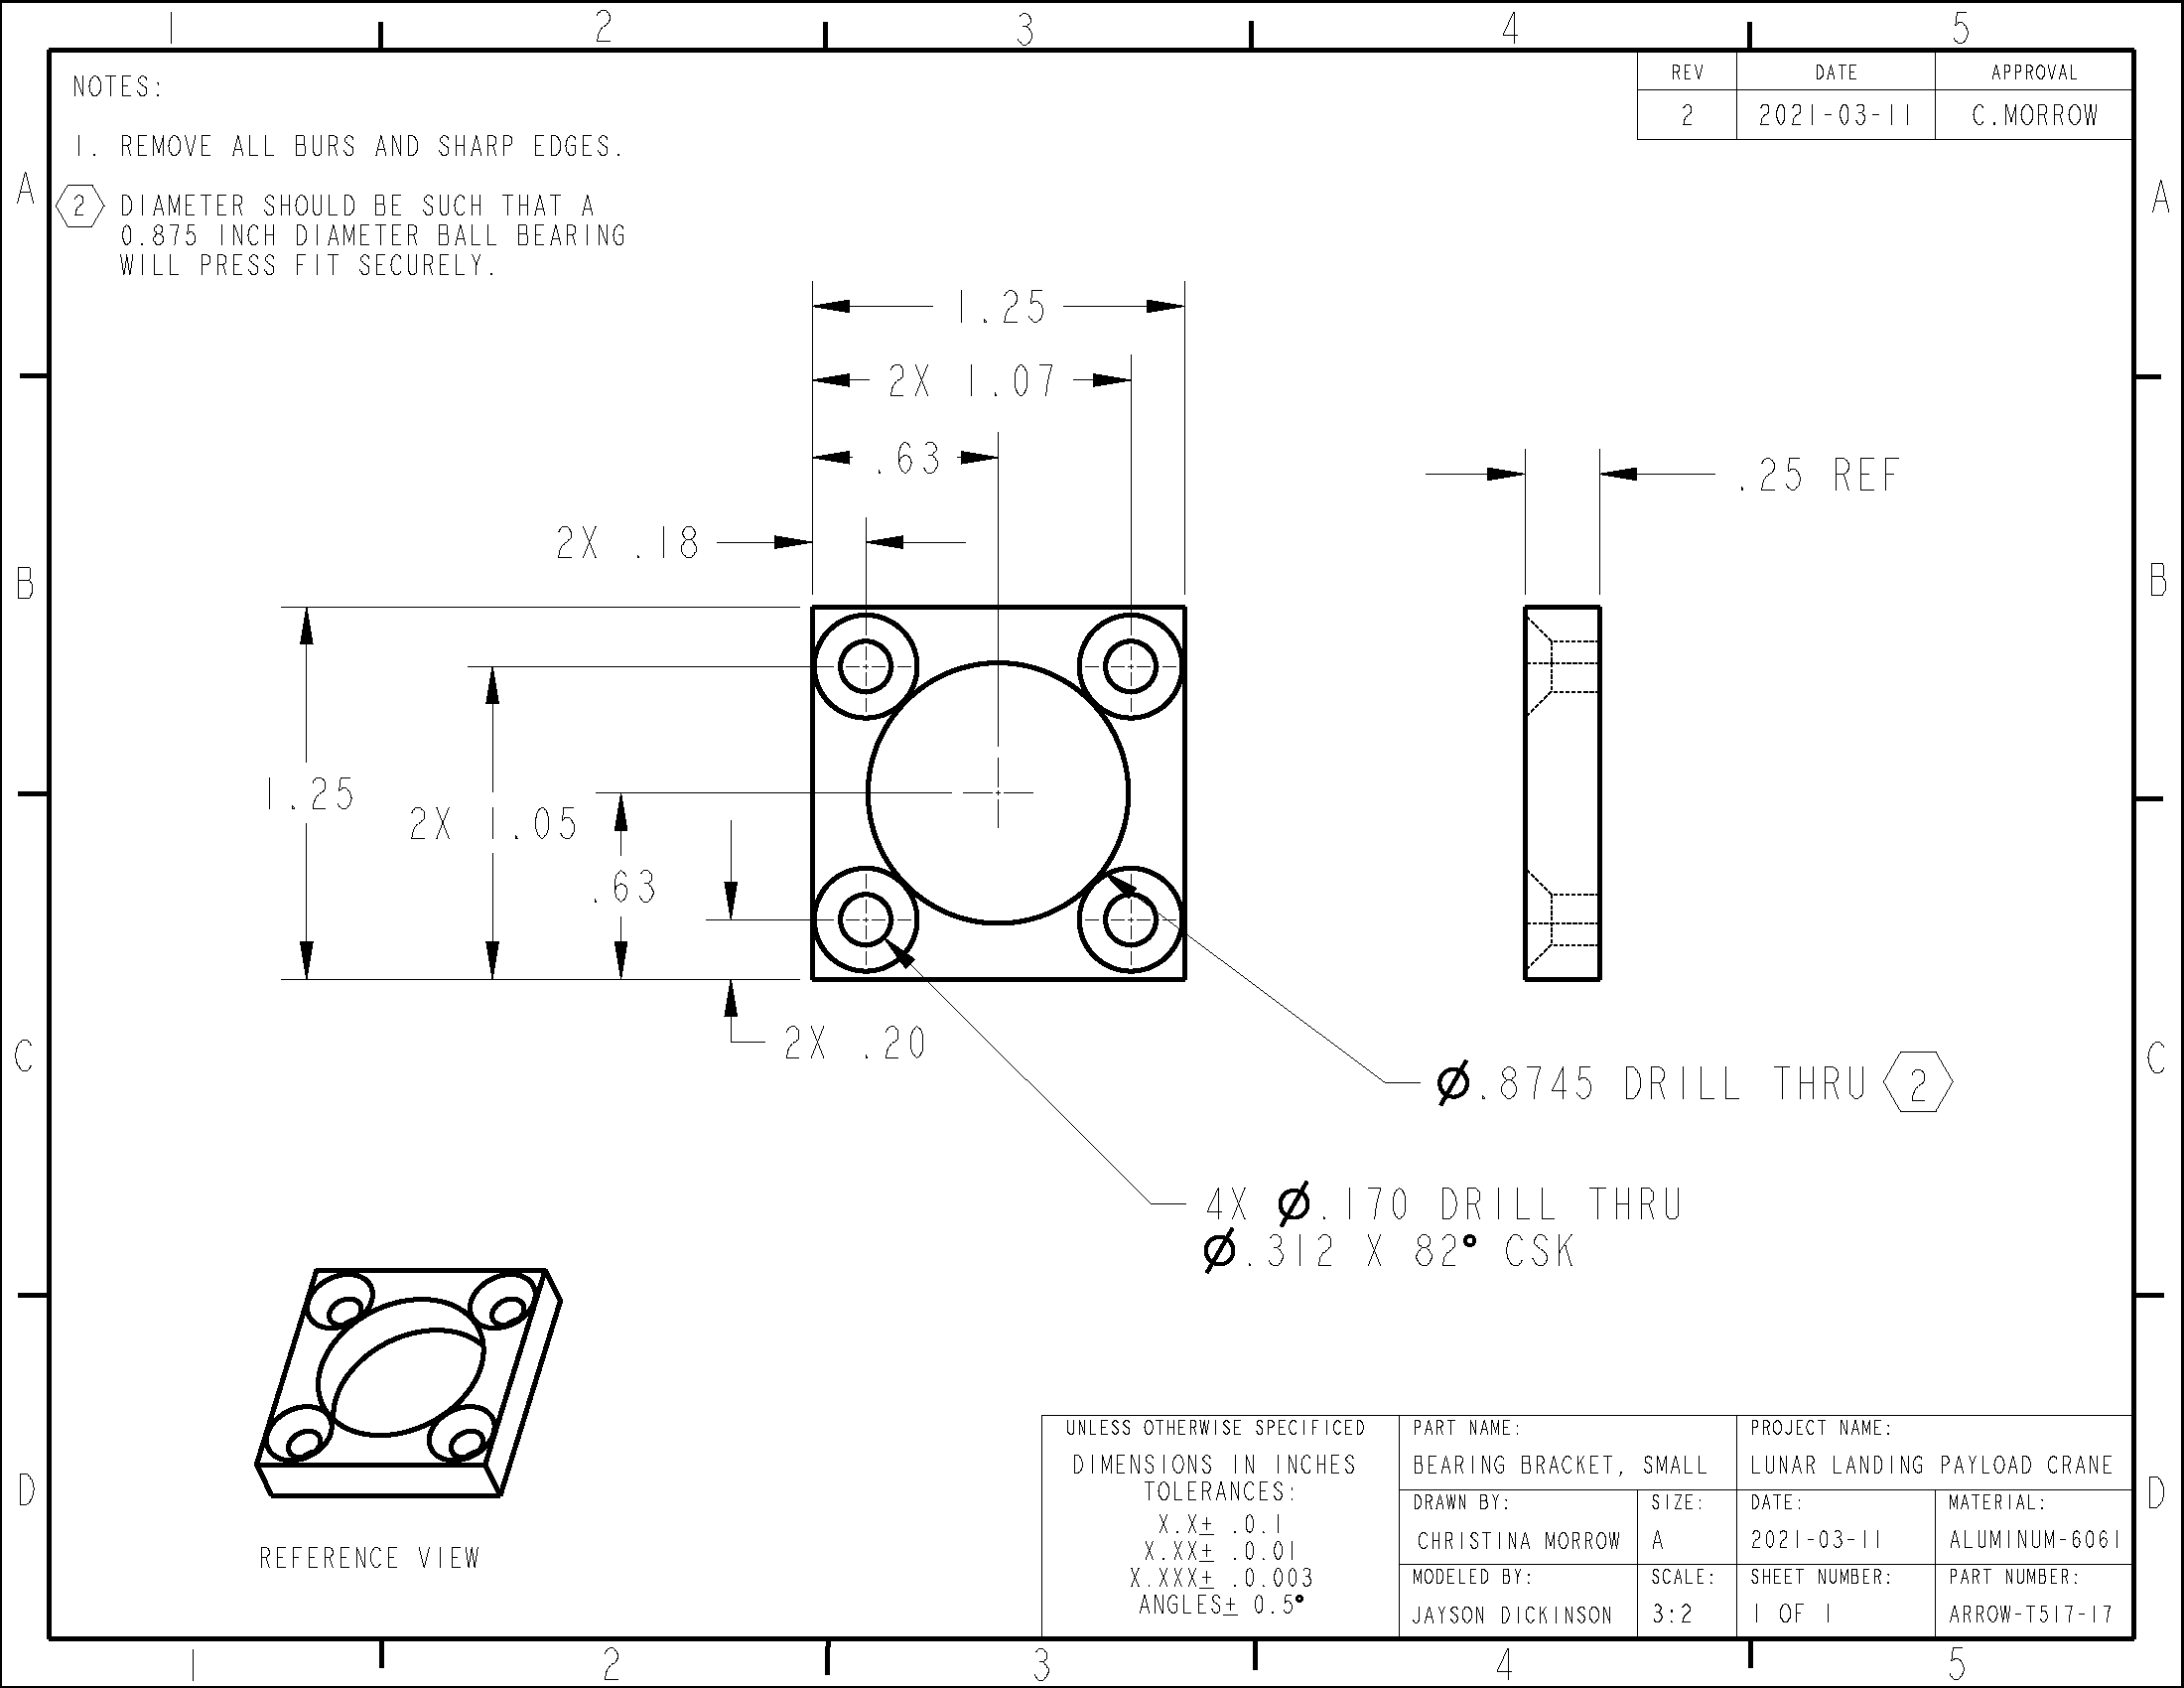 1 2 3 4 5
NOTES:
1. REMOVE ALL BURS AND SHARP EDGES.
2 DIAMETER SHOULD BE SUCH THAT A
0.875 INCH DIAMETER BALL BEARING
WILL PRESS FIT SECURELY.
REV DATE APPROVAL
2 2021-03-11 C.MORROW
A A
1.25
2X 1.07
.63
.25 REF
2X .18
B B
1.25
2X 1.05
.63
2X .20
C C
Ø.8745 DRILL THRU 2
4X Ø.170 DRILL THRU
Ø.312 X 82° CSK
REFERENCE VIEW
D D
UNLESS OTHERWISE SPECIFICED
DIMENSIONS IN INCHES
TOLERANCES:
X.X± .0.1
X.XX± .0.01
X.XXX± .0.003
ANGLES± 0.5°
PART NAME:
BEARING BRACKET, SMALL
PROJECT NAME:
LUNAR LANDING PAYLOAD CRANE
DRAWN BY:
CHRISTINA MORROW
SIZE:
A
DATE:
2021-03-11
MATERIAL:
ALUMINUM-6061
MODELED BY:
JAYSON DICKINSON
SCALE:
3:2
SHEET NUMBER:
1 OF 1
PART NUMBER:
ARROW-T517-17
1 2 3 4 5